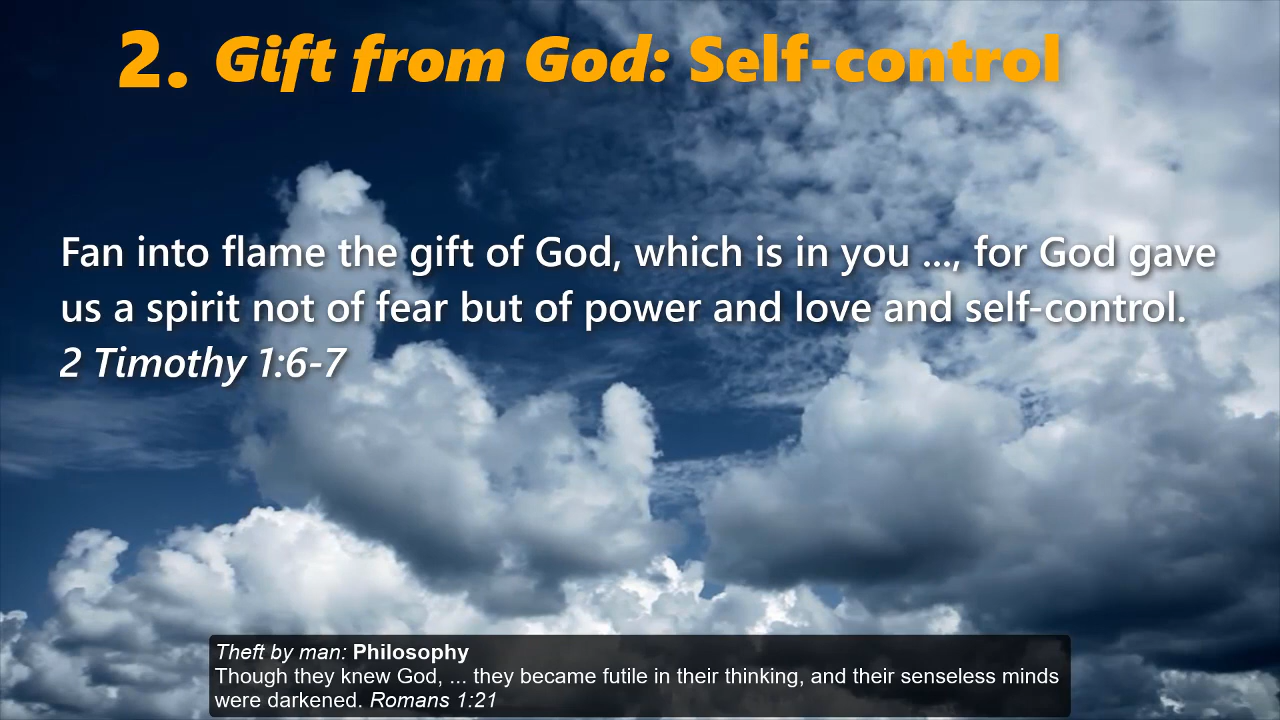 2. Gift from God: Self-control
Fan into flame the gift of God, which is in you ..., for God gave
us a spirit not of fear but of power and love and self-control.
2 Timothy 1:6-7
Theft by man: Philosophy
Though they knew God, ... they became futile in their thinking, and their senseless minds
were darkened. Romans 1:21